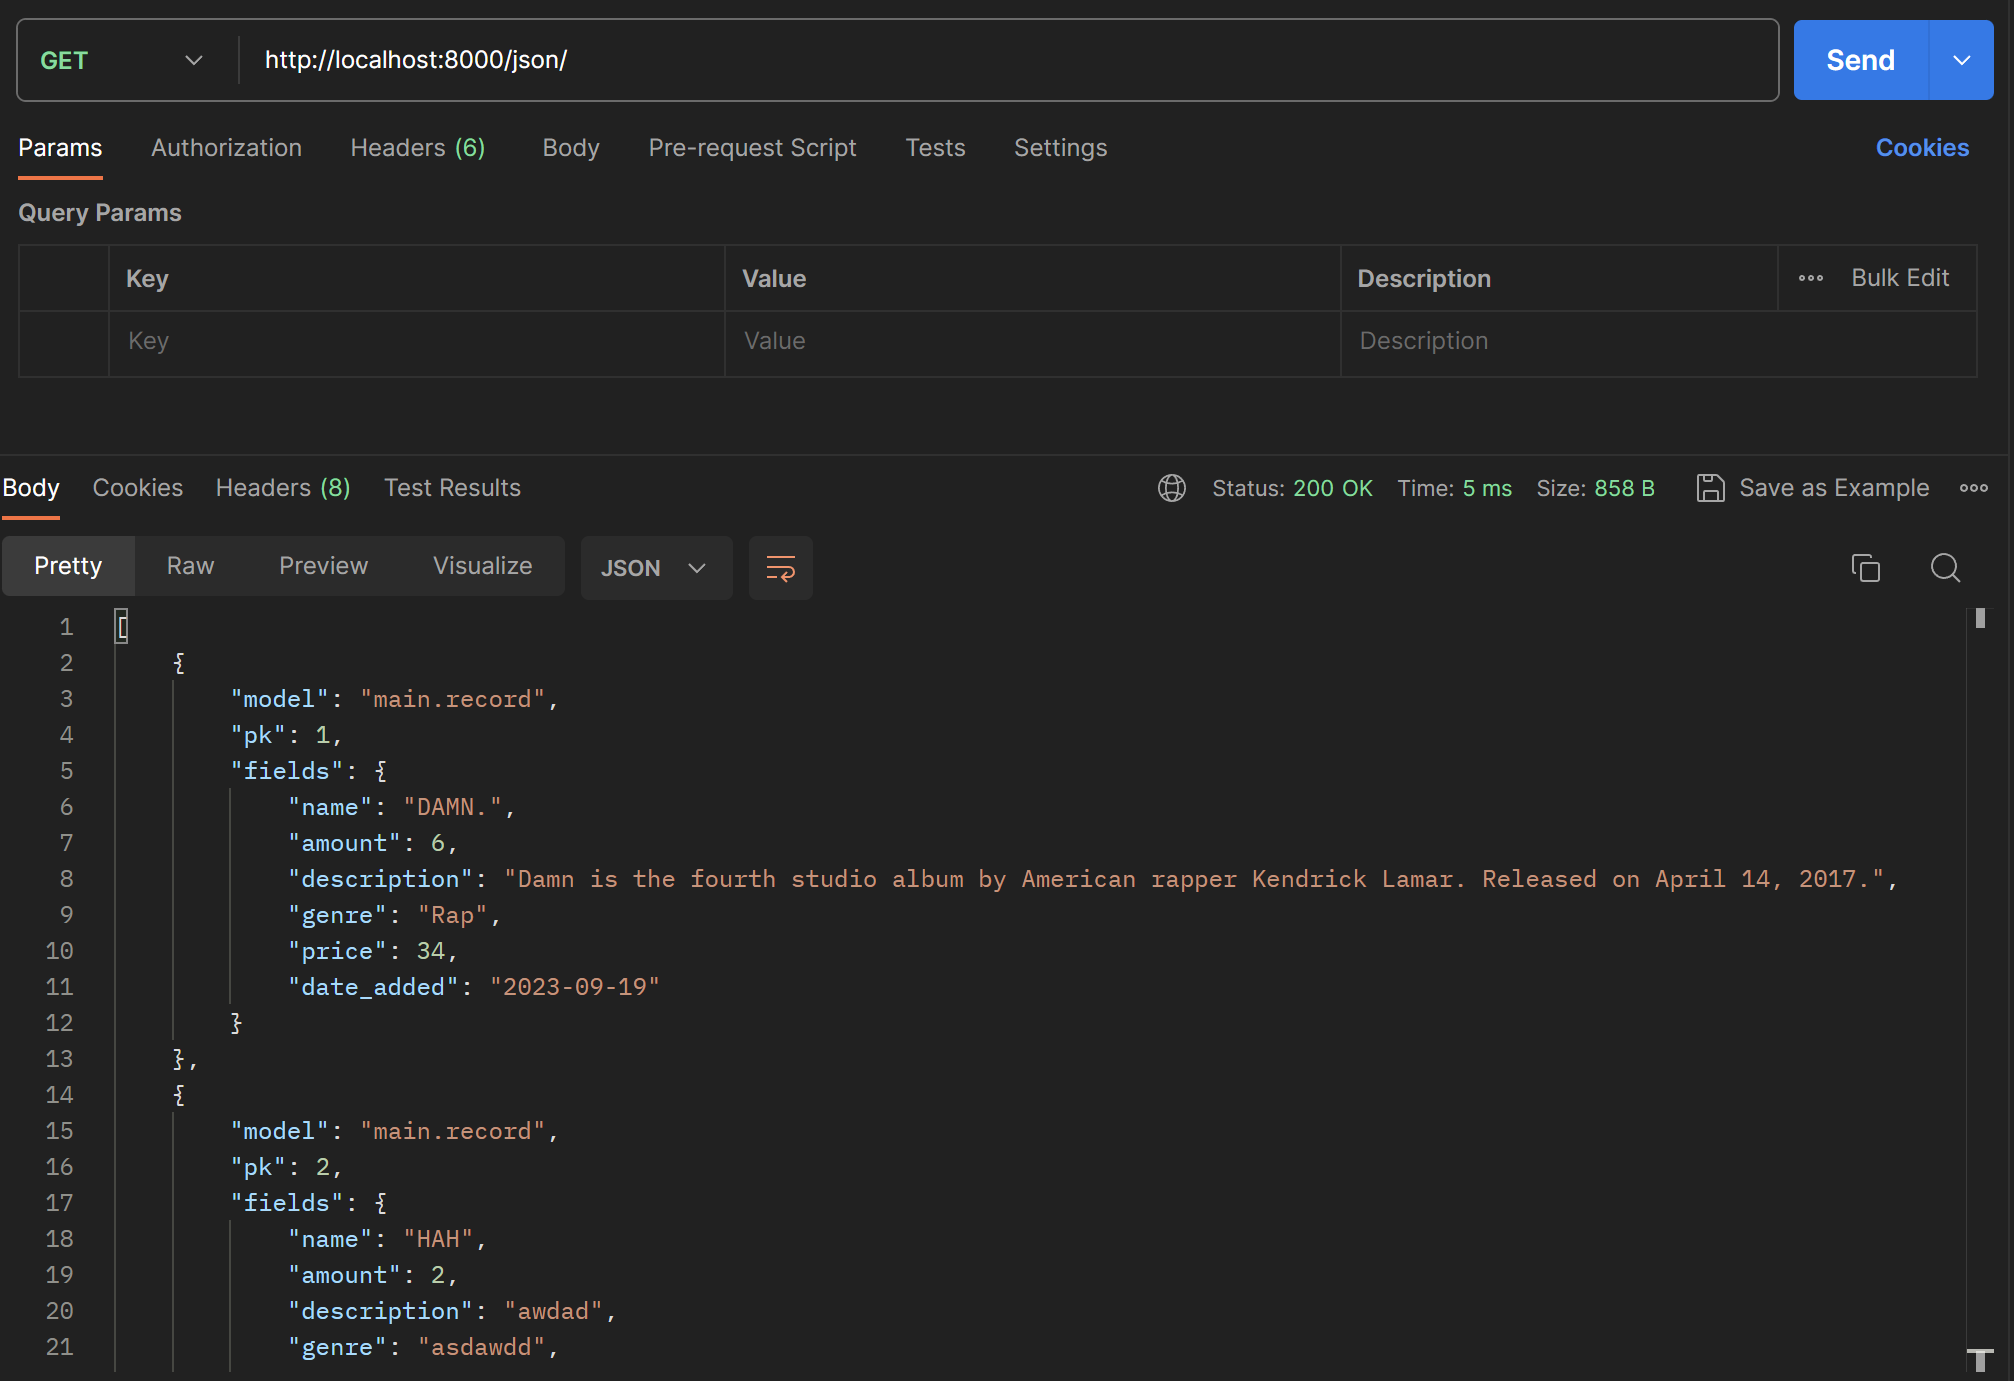 GET http://localhost:8000/json/ Send
Params Authorization Headers (6) Body Pre-request Script Tests Settings Cookies
Query Params
Key Value Description Bulk Edit
Key Value Description
Body Cookies Headers (8) Test Results Status: 200 OK Time: 5 ms Size: 858 B Save as Example
Pretty Raw Preview Visualize JSON
1 [
2 {
3 "model": "main.record",
4 "pk": 1,
5 "fields": {
6 "name": "DAMN.",
7 "amount": 6,
8 "description": "Damn is the fourth studio album by American rapper Kendrick Lamar. Released on April 14, 2017.",
9 "genre": "Rap",
10 "price": 34,
11 "date_added": "2023-09-19"
12 }
13 },
14 {
15 "model": "main.record",
16 "pk": 2,
17 "fields": {
18 "name": "HAH",
19 "amount": 2,
20 "description": "awdad",
21 "genre": "asdawdd",